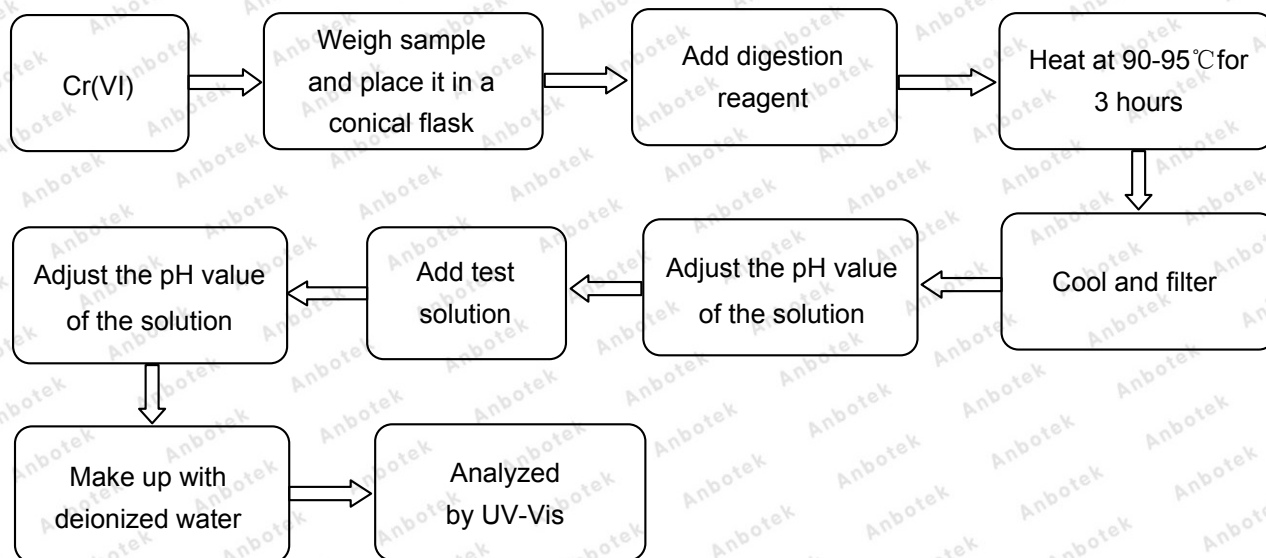 Cr(VI)
Weigh sample
and place it in a
conical flask
Add digestion
reagent
Heat at 90-95℃for
3 hours
Cool and filter
Adjust the pH value
of the solution
Add test
solution
Adjust the pH value
of the solution
Make up with
deionized water
Analyzed
by UV-Vis
Anbotek